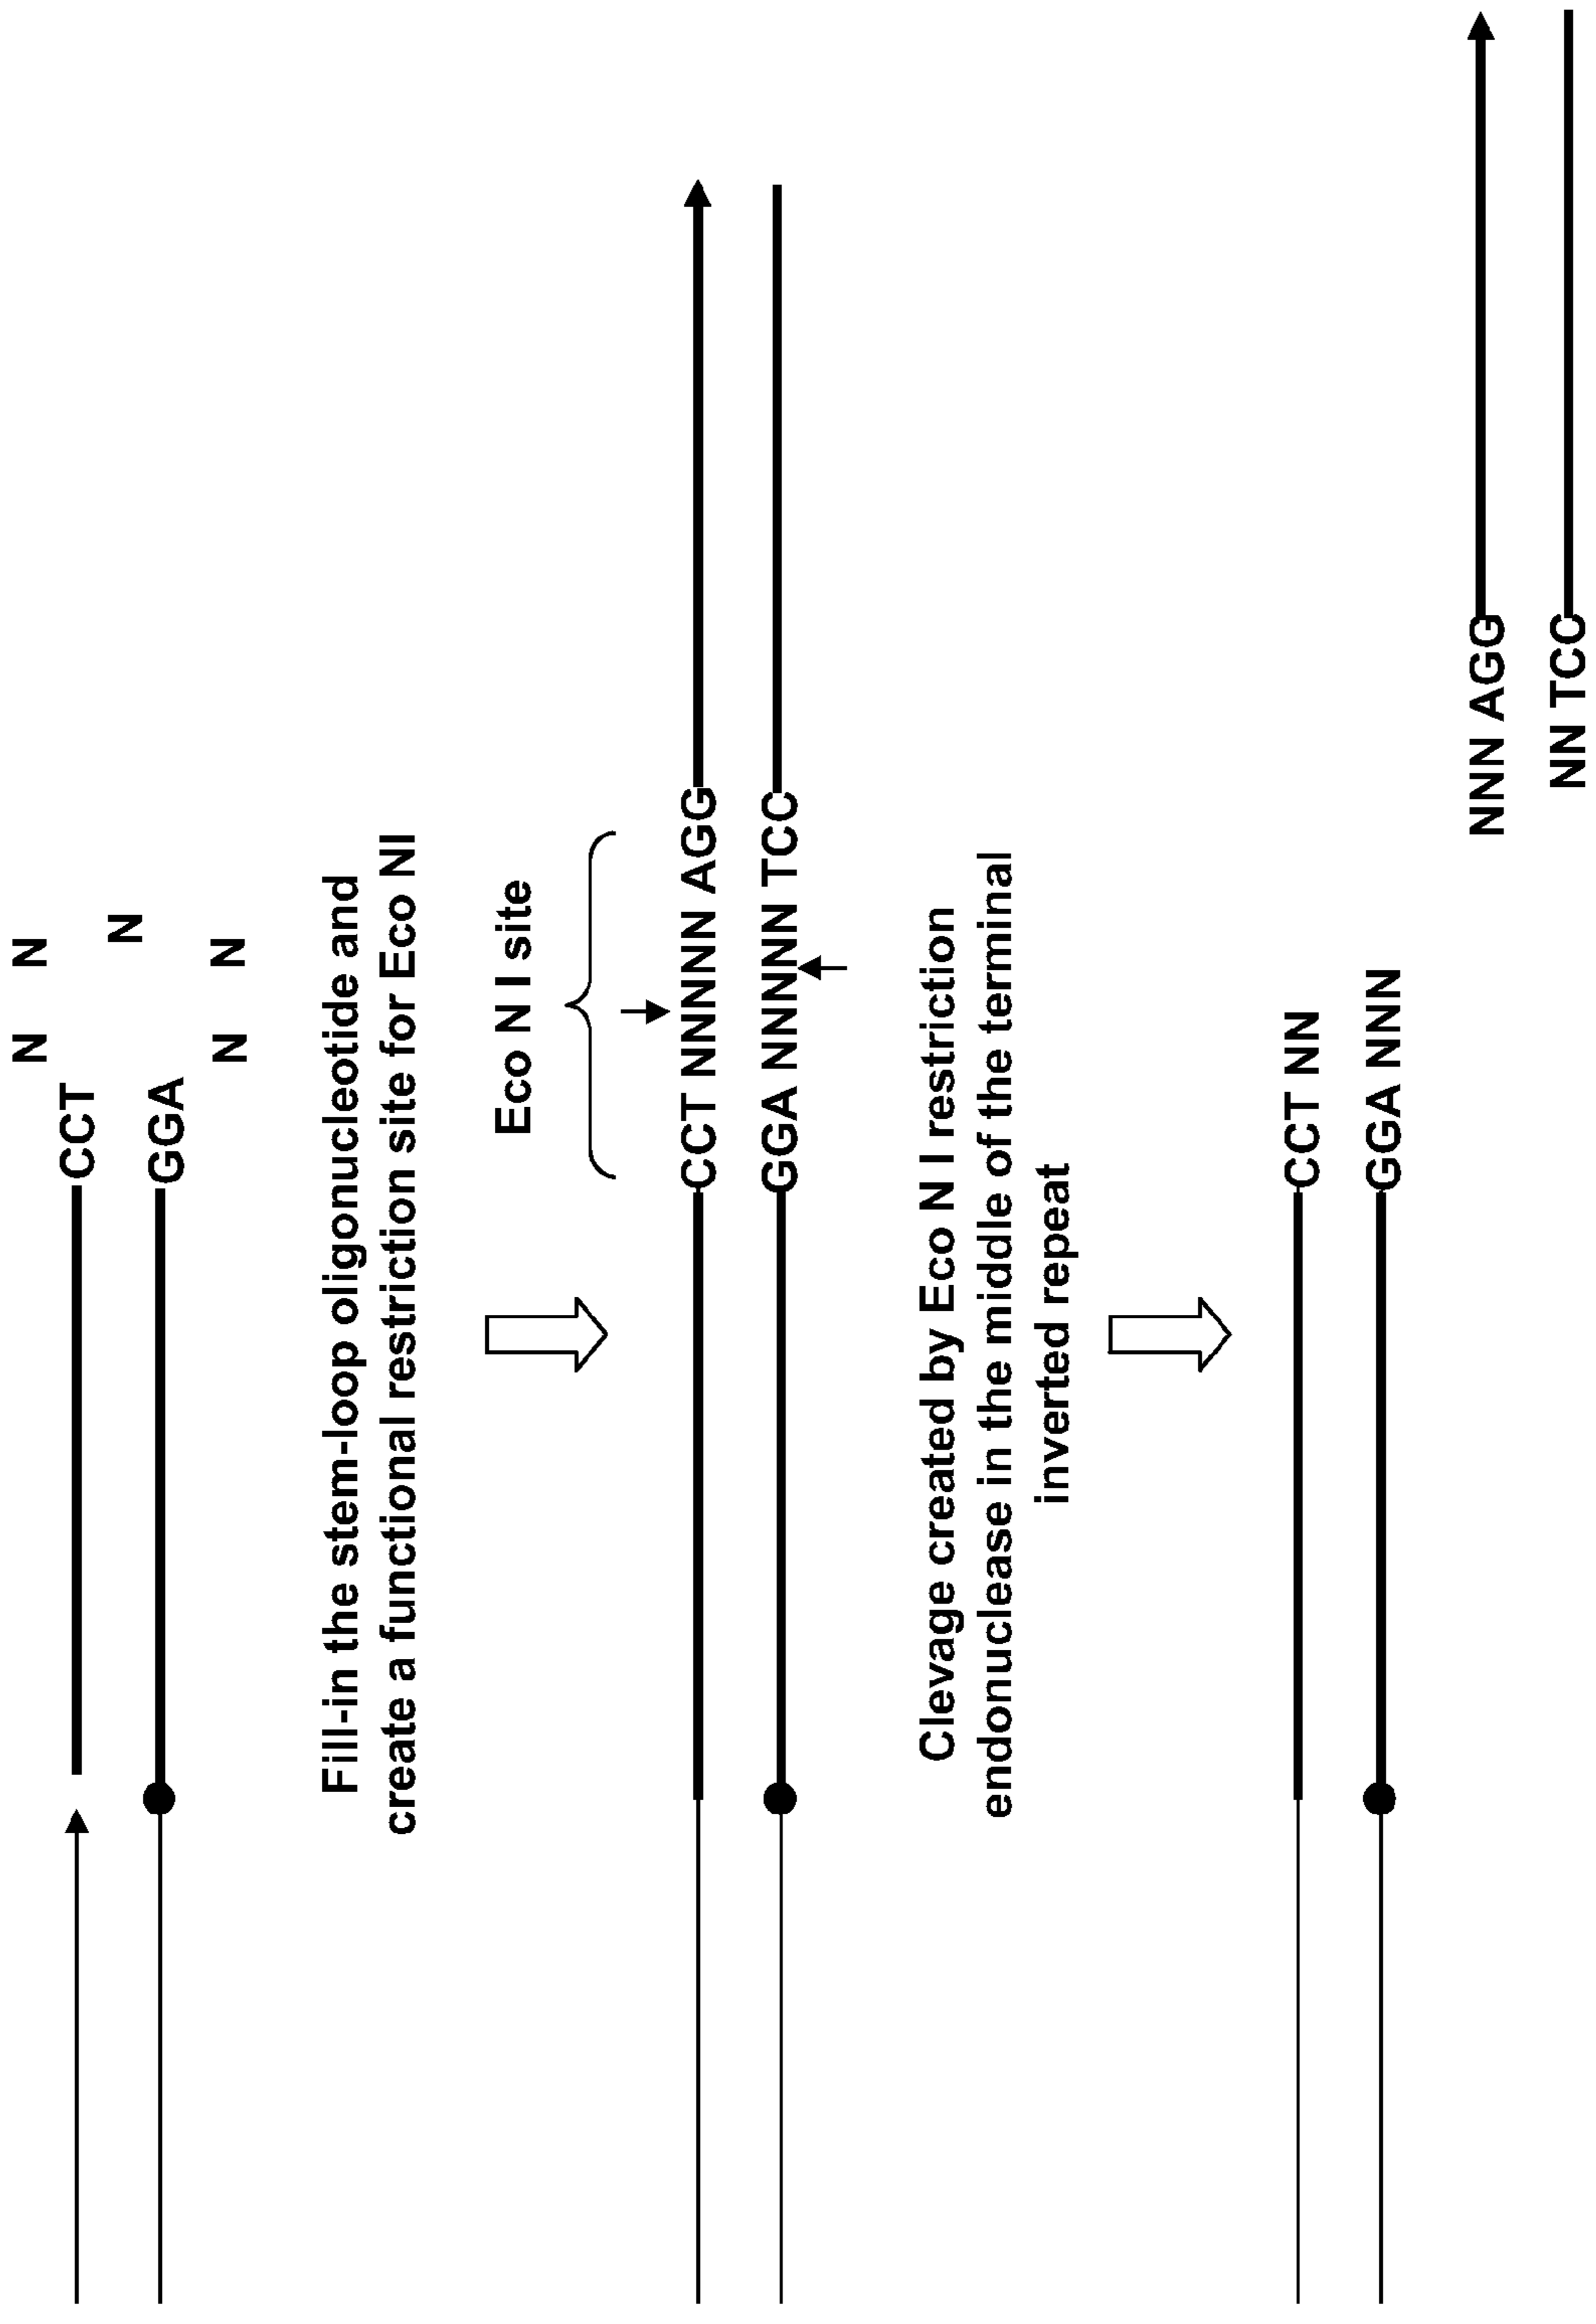 N N
CCT
N
GGA
N N
Fill-in the stem-loop oligonucleotide and
create a functional restriction site for Eco NI
Eco N I site
CCT NNNNN AGG
GGA NNNNN TCC
Clevage created by Eco N I restriction
endonuclease in the middle of the terminal
inverted repeat
CCT NN
GGA NNN
NNN AGG
NN TCC